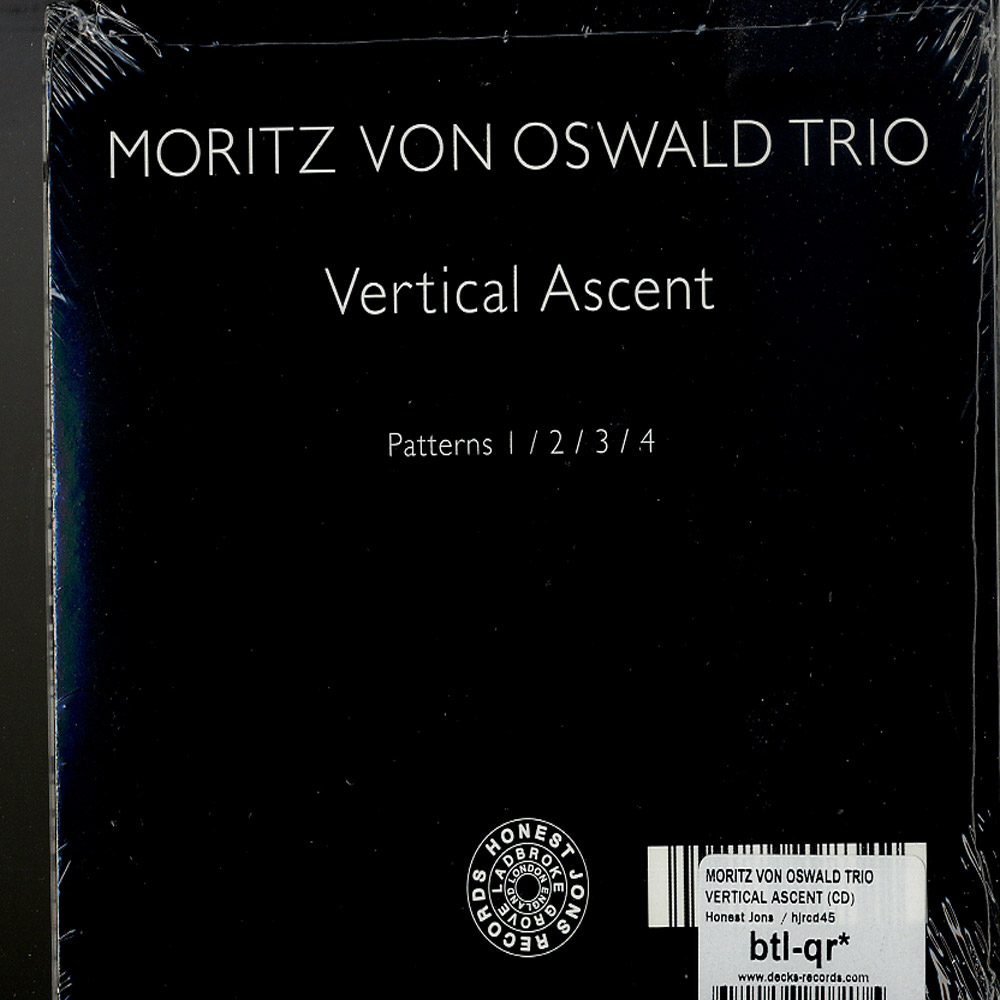 MORITZ VON OSWALD TRIO
Vertical Ascent
Patterns 1 / 2 / 3 / 4
HONEST JONS RECORDS
LADBROKE GROVE
LONDON ENGLAND
MORITZ VON OSWALD TRIO
VERTICAL ASCENT (CD)
Honest Jons / hjrcd45
btl-qr*
www.decks-records.com